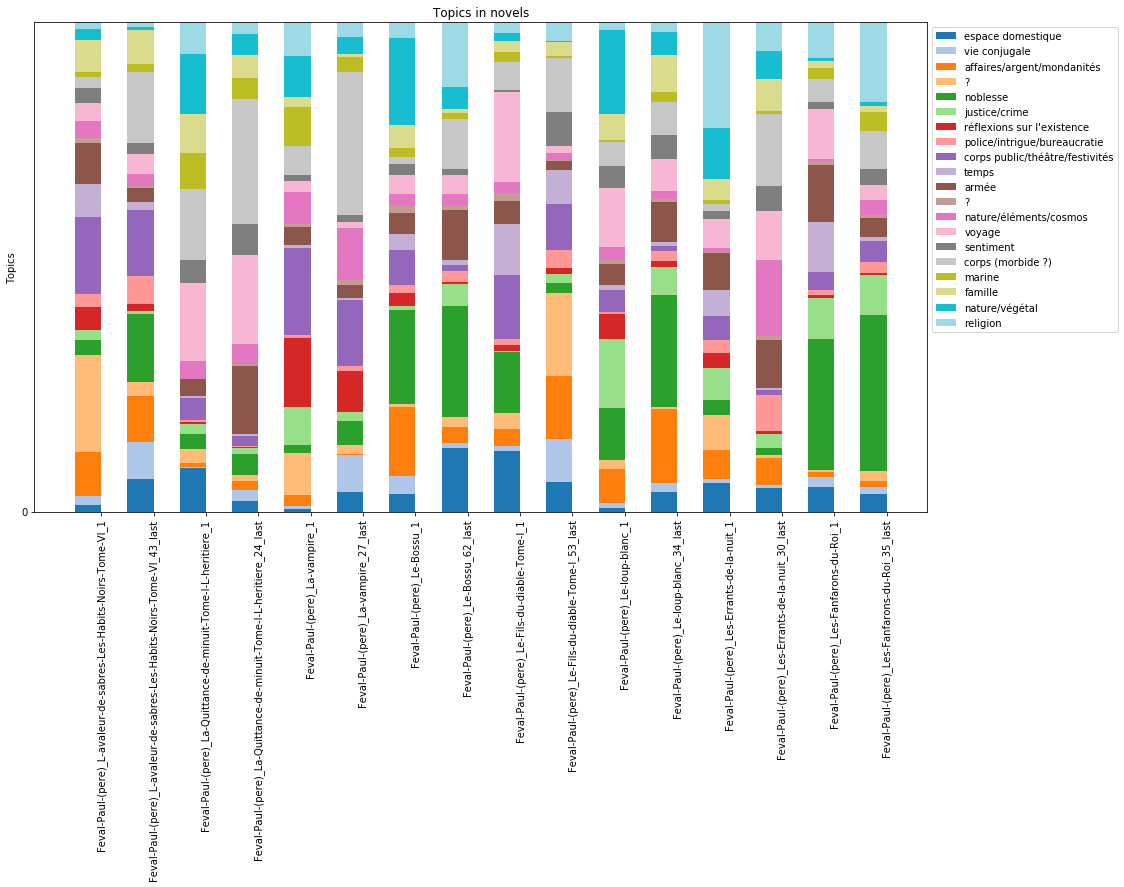 Topics in novels
Topics
0
espace domestique
vie conjugale
affaires/argent/mondanités
?
noblesse
justice/crime
réflexions sur l'existence
police/intrigue/bureaucratie
corps public/théâtre/festivités
temps
armée
?
nature/éléments/cosmos
voyage
sentiment
corps (morbide ?)
marine
famille
nature/végétal
religion
Feval-Paul-(pere)_L-avaleur-de-sabres-Les-Habits-Noirs-Tome-VI_1
Feval-Paul-(pere)_L-avaleur-de-sabres-Les-Habits-Noirs-Tome-VI_43_last
Feval-Paul-(pere)_La-Quittance-de-minuit-Tome-I-L-heritiere_1
Feval-Paul-(pere)_La-Quittance-de-minuit-Tome-I-L-heritiere_24_last
Feval-Paul-(pere)_La-vampire_1
Feval-Paul-(pere)_La-vampire_27_last
Feval-Paul-(pere)_Le-Bossu_1
Feval-Paul-(pere)_Le-Bossu_62_last
Feval-Paul-(pere)_Le-Fils-du-diable-Tome-I_1
Feval-Paul-(pere)_Le-Fils-du-diable-Tome-I_53_last
Feval-Paul-(pere)_Le-loup-blanc_1
Feval-Paul-(pere)_Le-loup-blanc_34_last
Feval-Paul-(pere)_Les-Errants-de-la-nuit_1
Feval-Paul-(pere)_Les-Errants-de-la-nuit_30_last
Feval-Paul-(pere)_Les-Fanfarons-du-Roi_1
Feval-Paul-(pere)_Les-Fanfarons-du-Roi_35_last